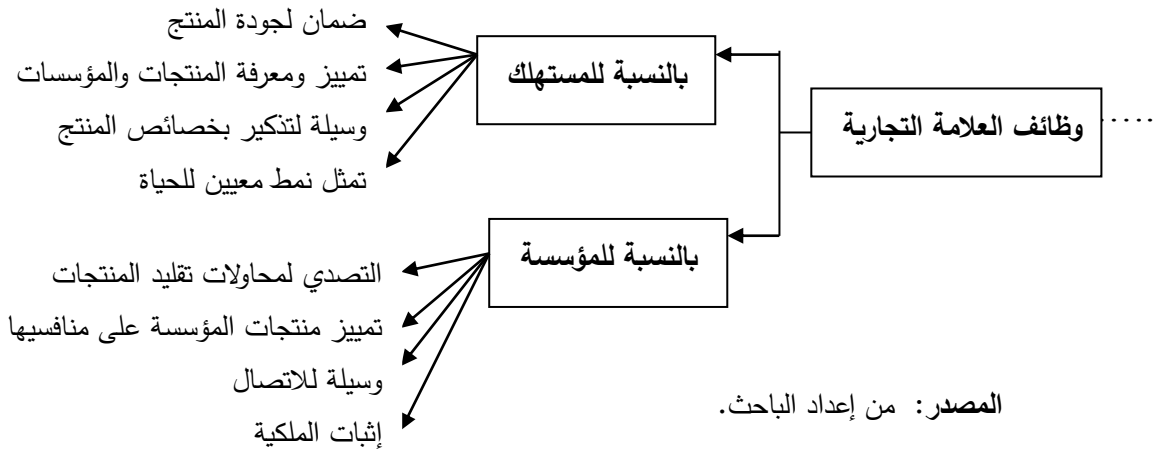 وظائف العلامة التجارية
بالنسبة للمستهلك
ضمان لجودة المنتج
تمييز ومعرفة المنتجات والمؤسسات
وسيلة لتذكير بخصائص المنتج
تمثل نمط معيين للحياة
بالنسبة للمؤسسة
التصدي لمحاولات تقليد المنتجات
تمييز منتجات المؤسسة على منافسيها
وسيلة للاتصال
إثبات الملكية
المصدر: من إعداد الباحث.